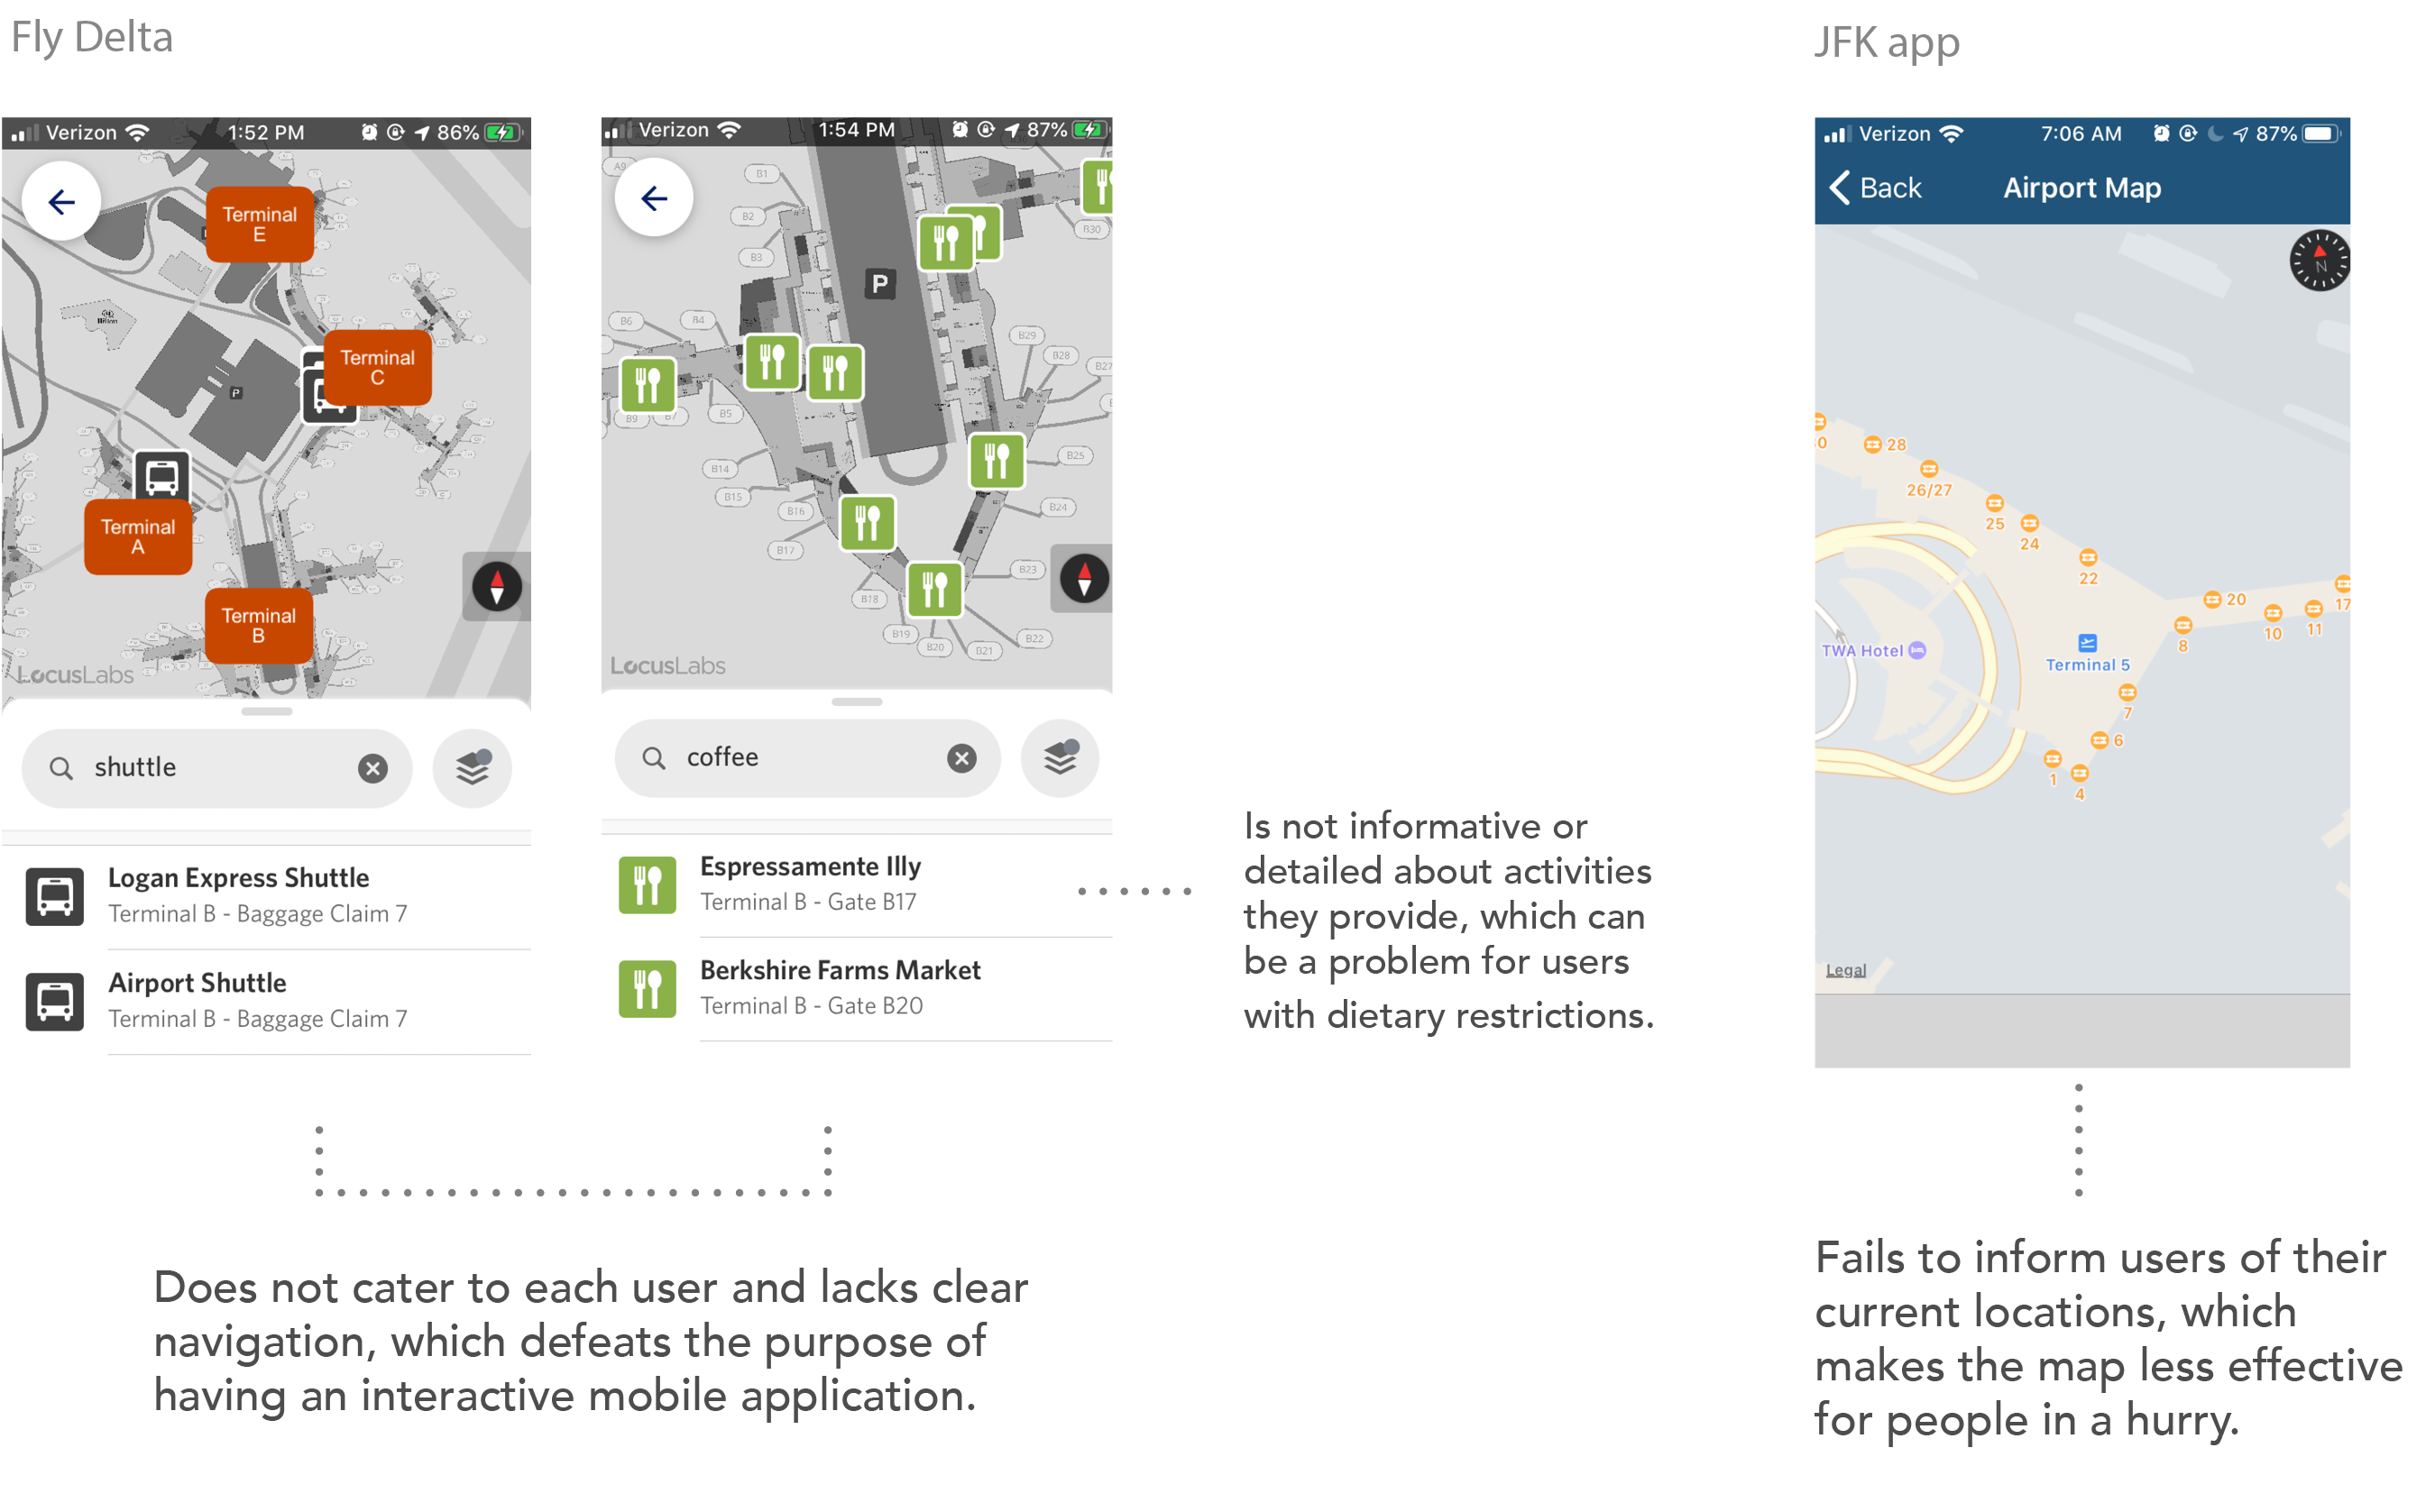 Fly Delta
Verizon 1:52 PM 86%
Terminal
E
Terminal
C
P
Terminal
A
Terminal
B
LocusLabs
shuttle
Logan Express Shuttle
Terminal B - Baggage Claim 7
Airport Shuttle
Terminal B - Baggage Claim 7
Verizon 1:54 PM 87%
A9
B1
B2
B30
B3
P
B6
B4
B29
B28
B27
B9
B7
B5
B25
B14
B15
B24
B16
B17
B23
B18
B22
B19
B20
B21
LocusLabs
coffee
Espressamente Illy
Terminal B - Gate B17
Berkshire Farms Market
Terminal B - Gate B20
Is not informative or
detailed about activities
they provide, which can
be a problem for users
with dietary restrictions.
Does not cater to each user and lacks clear
navigation, which defeats the purpose of
having an interactive mobile application.
JFK app
Verizon 7:06 AM 87%
Back Airport Map
N
28
26/27
25
24
22
20
17
10
11
8
TWA Hotel
Terminal 5
7
6
1
4
Legal
Fails to inform users of their
current locations, which
makes the map less effective
for people in a hurry.